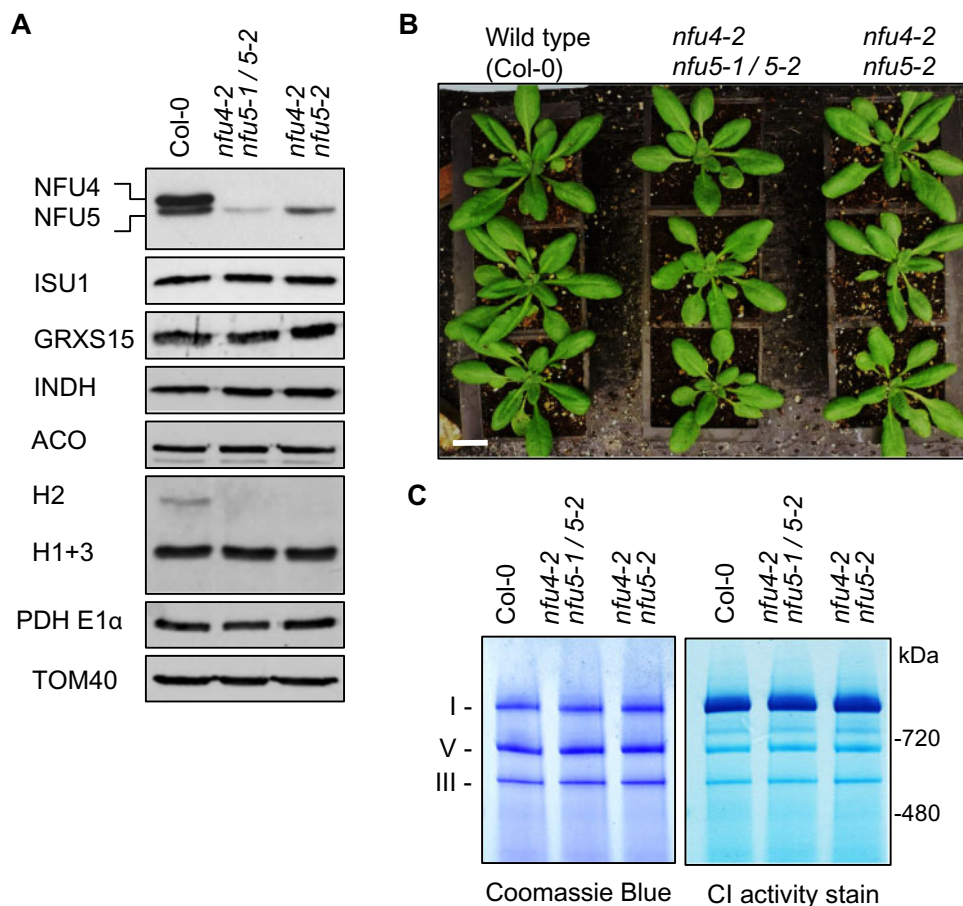 A
Col-0
nfu4-2
nfu5-1 / 5-2
nfu4-2
nfu5-2
NFU4
NFU5
ISU1
GRXS15
INDH
ACO
H2
H1+3
PDH E1α
TOM40
B
Wild type
(Col-0)
nfu4-2
nfu5-1 / 5-2
nfu4-2
nfu5-2
C
Col-0
nfu4-2
nfu5-1 / 5-2
nfu4-2
nfu5-2
Col-0
nfu4-2
nfu5-1 / 5-2
nfu4-2
nfu5-2
kDa
I -
V -
III -
-720
-480
Coomassie Blue
CI activity stain